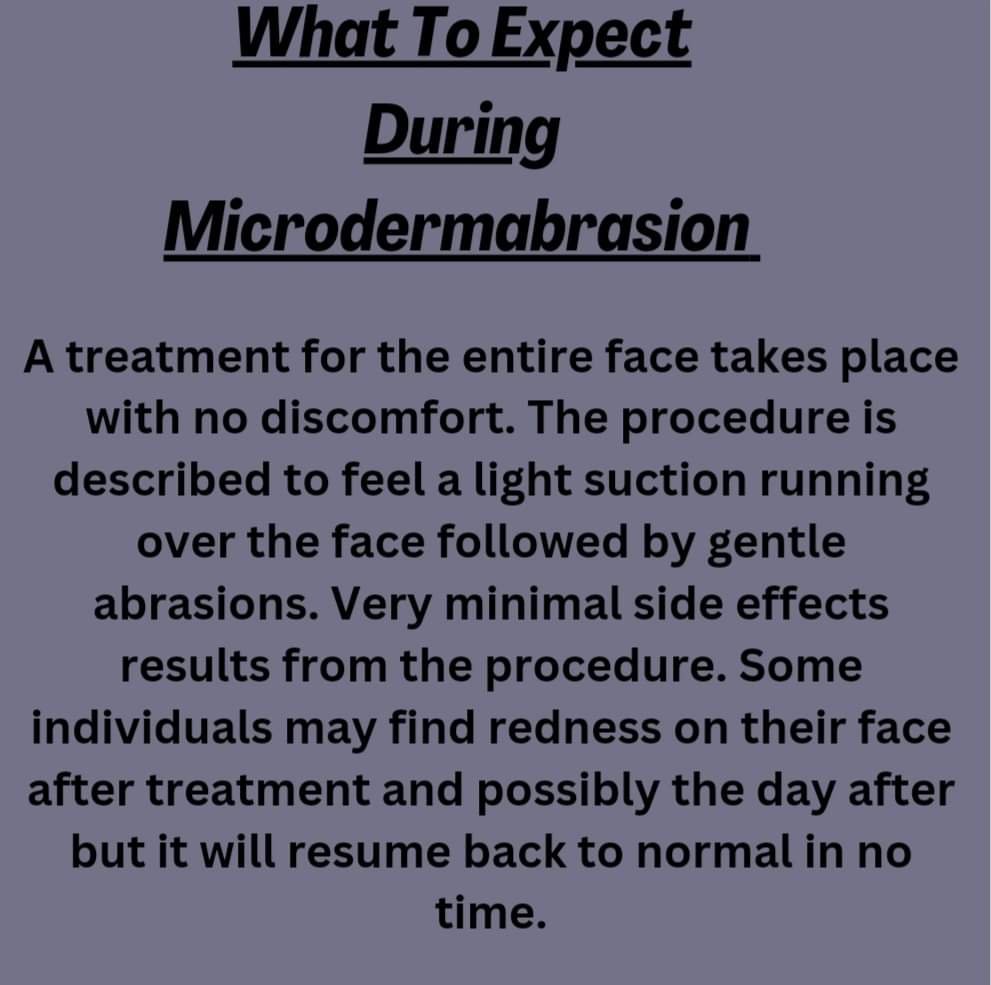 What To Expect
During
Microdermabrasion
A treatment for the entire face takes place
with no discomfort. The procedure is
described to feel a light suction running
over the face followed by gentle
abrasions. Very minimal side effects
results from the procedure. Some
individuals may find redness on their face
after treatment and possibly the day after
but it will resume back to normal in no
time.